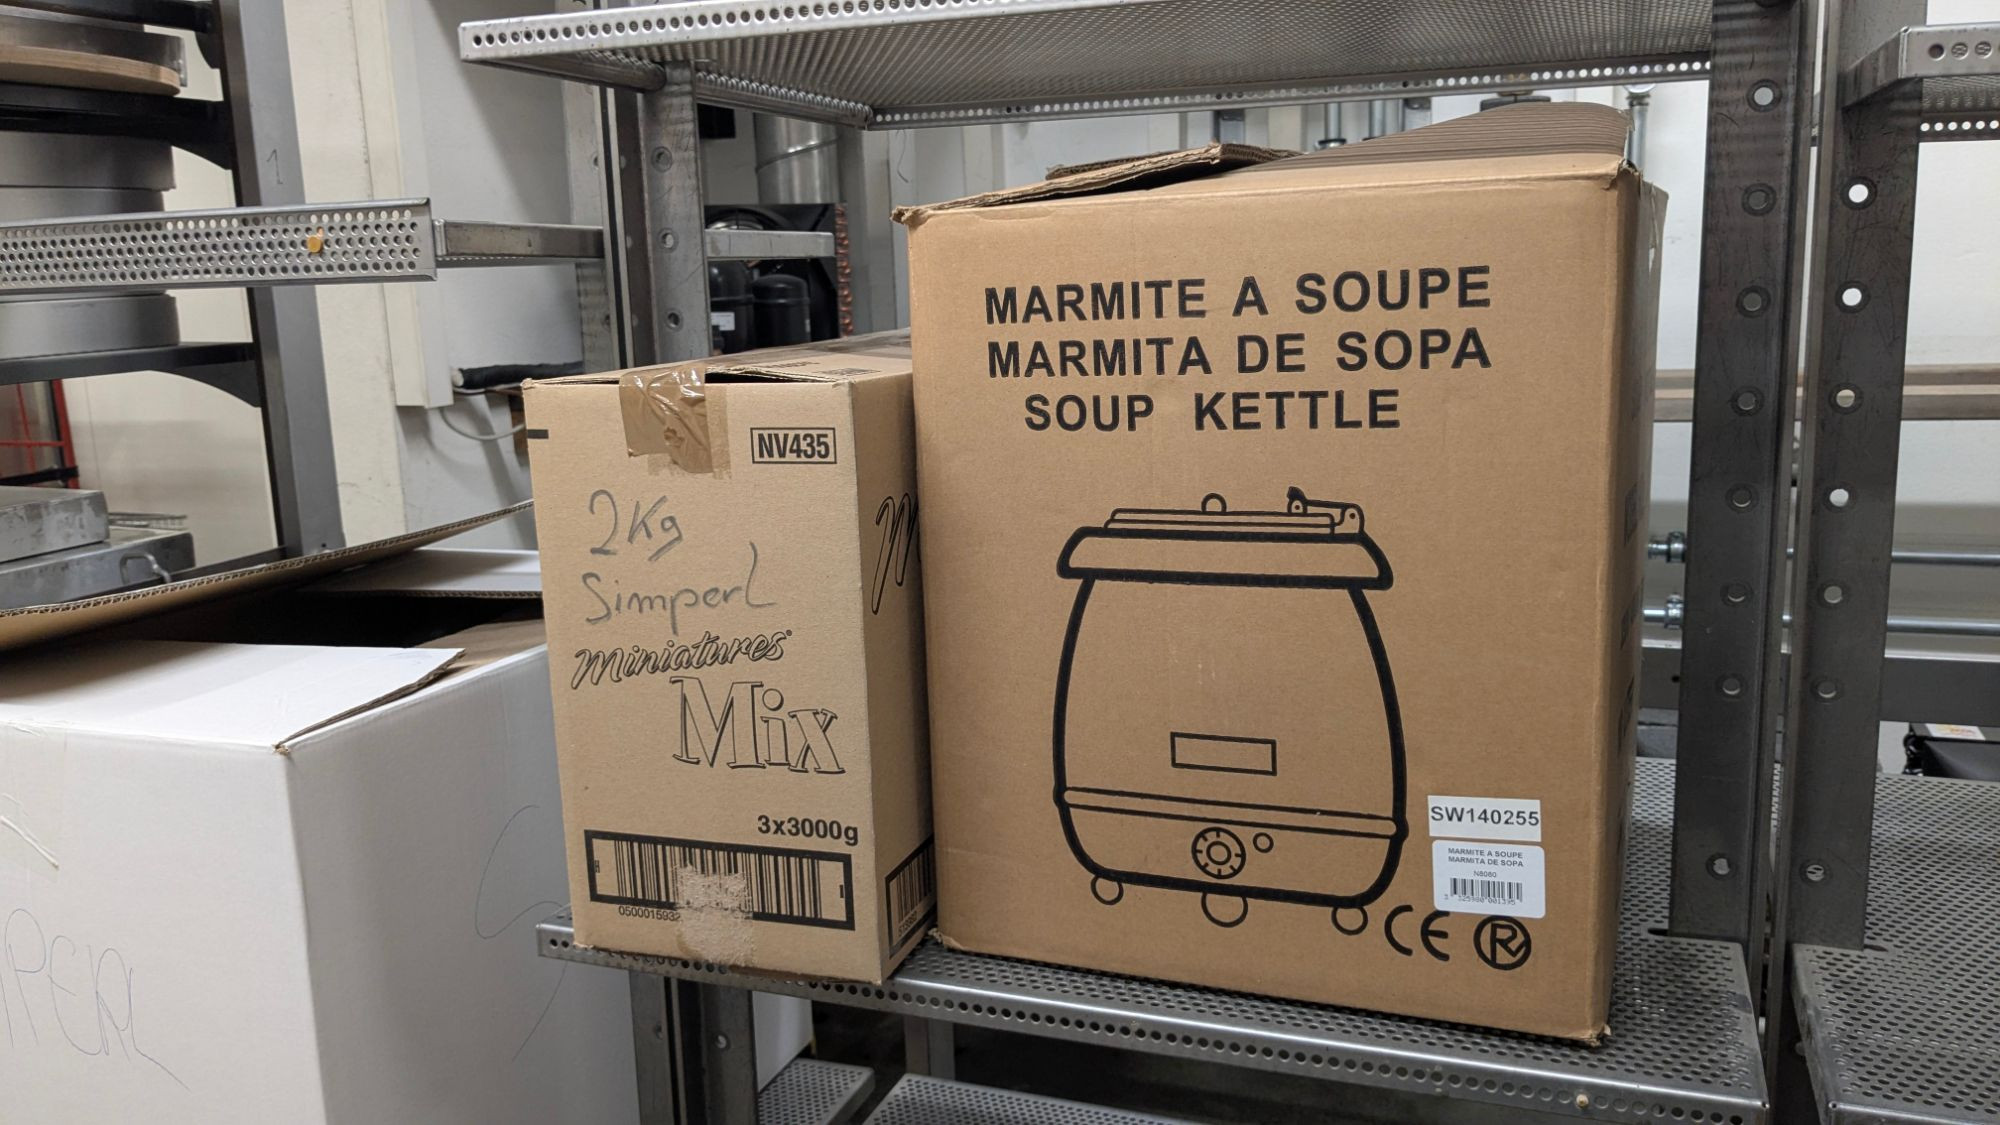 NV435
2Kg
Simperl
Miniatures
Mix
3x3000g
MARMITE A SOUPE
MARMITA DE SOPA
SOUP KETTLE
SW140255
MARMITE A SOUPE
MARMITA DE SOPA
N8080
CE